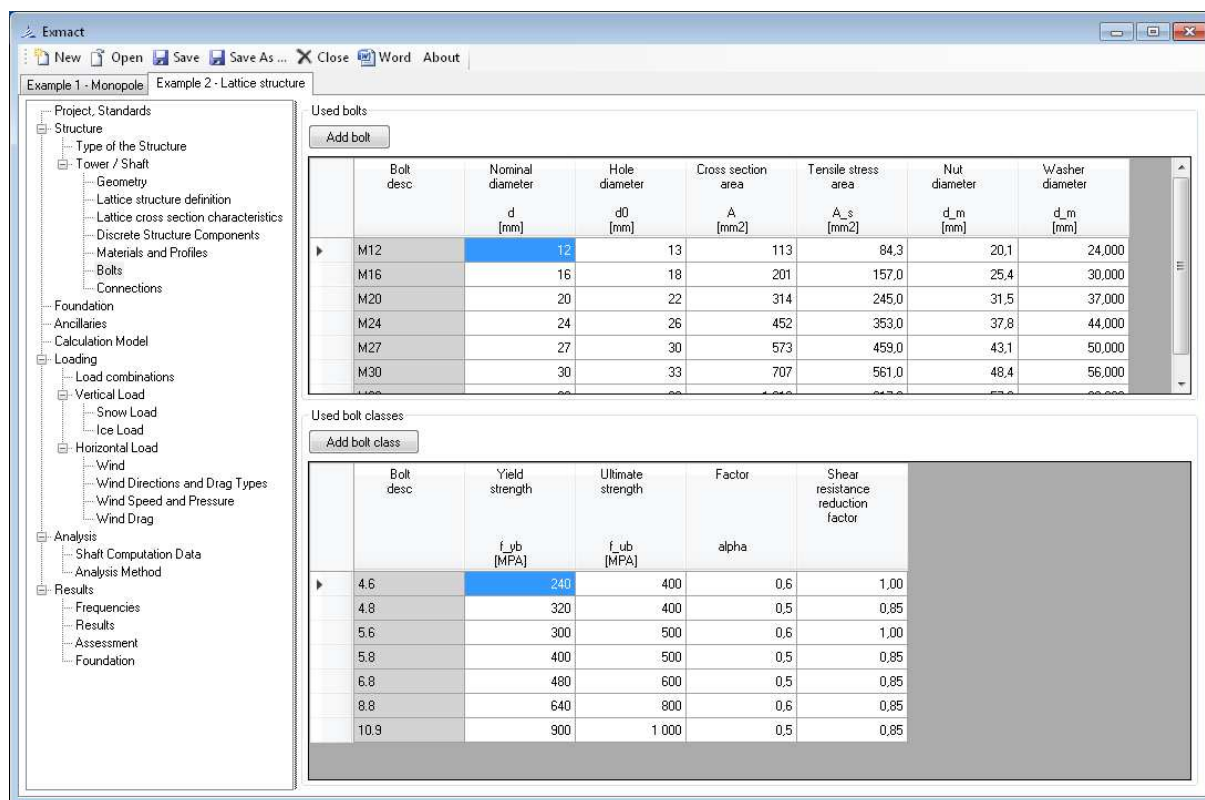 Exmact
New Open Save Save As ... Close Word About
Example 1 - Monopole Example 2 - Lattice structure
Project, Standards
Structure
Type of the Structure
Tower / Shaft
Geometry
Lattice structure definition
Lattice cross section characteristics
Discrete Structure Components
Materials and Profiles
Bolts
Connections
Foundation
Ancillaries
Calculation Model
Loading
Load combinations
Vertical Load
Snow Load
Ice Load
Horizontal Load
Wind
Wind Directions and Drag Types
Wind Speed and Pressure
Wind Drag
Analysis
Shaft Computation Data
Analysis Method
Results
Frequencies
Results
Assessment
Foundation
Used bolts
Add bolt
Bolt Nominal Hole Cross section Tensile stress Nut Washer
desc diameter diameter area area diameter diameter
d d0 A A_s d_m d_m
[mm] [mm] [mm2] [mm2] [mm] [mm]
M12 12 13 113 84,3 20,1 24,000
M16 16 18 201 157,0 25,4 30,000
M20 20 22 314 245,0 31,5 37,000
M24 24 26 452 353,0 37,8 44,000
M27 27 30 573 459,0 43,1 50,000
M30 30 33 707 561,0 48,4 56,000
Used bolt classes
Add bolt class
Bolt Yield Ultimate Factor Shear
desc strength strength resistance
reduction
factor
f_yb f_ub alpha
[MPA] [MPA]
4.6 240 400 0,6 1,00
4.8 320 400 0,5 0,85
5.6 300 500 0,6 1,00
5.8 400 500 0,5 0,85
6.8 480 600 0,5 0,85
8.8 640 800 0,6 0,85
10.9 900 1 000 0,5 0,85